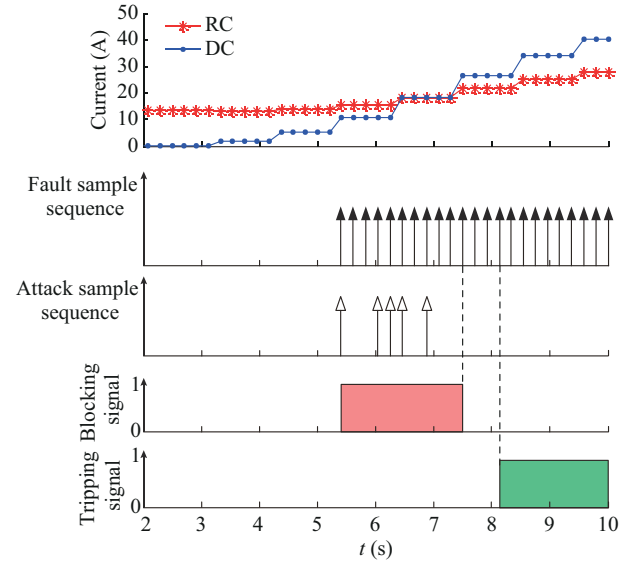 50
40
30
20
10
0
Current (A)
RC
DC
Fault sample
sequence
Attack sample
sequence
1
0
Blocking
signal
1
0
Tripping
signal
2
3
4
5
6
7
8
9
10
t (s)